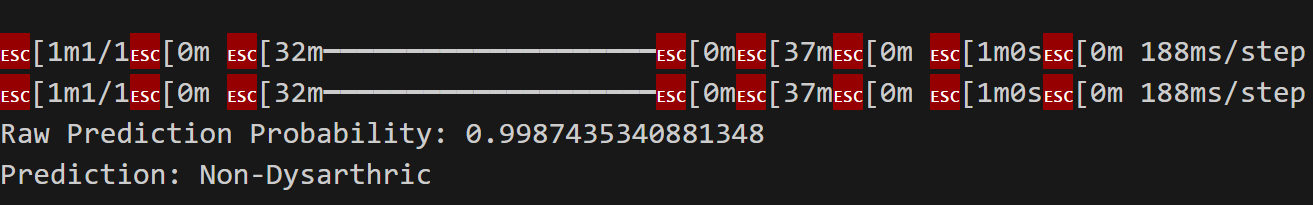 ESC[1m1/1ESC[0m ESC[32m━━━━━━━━━━━━━━━━━━━━ESC[0mESC[37mESC[0m ESC[1m0sESC[0m 188ms/step
ESC[1m1/1ESC[0m ESC[32m━━━━━━━━━━━━━━━━━━━━ESC[0mESC[37mESC[0m ESC[1m0sESC[0m 188ms/step
Raw Prediction Probability: 0.9987435340881348
Prediction: Non-Dysarthric